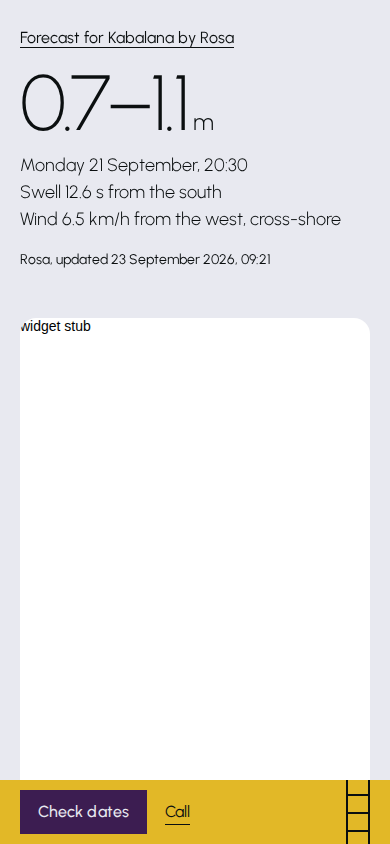 Forecast for Kabalana by Rosa
0.7–1.1 m
Monday 21 September, 20:30
Swell 12.6 s from the south
Wind 6.5 km/h from the west, cross-shore
Rosa, updated 23 September 2026, 09:21
widget stub
Check dates
Call